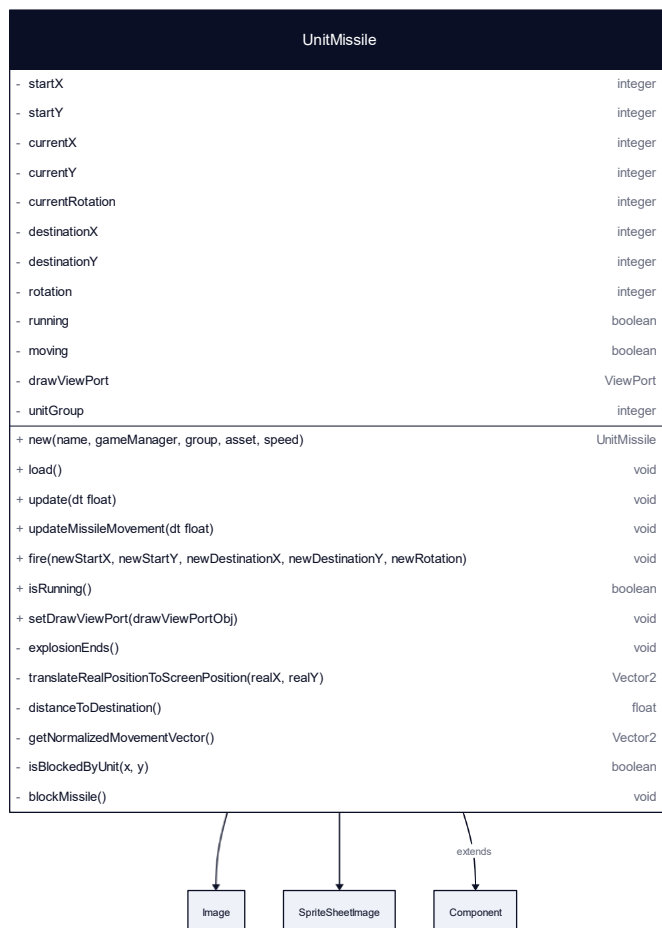 UnitMissile
- startX integer
- startY integer
- currentX integer
- currentY integer
- currentRotation integer
- destinationX integer
- destinationY integer
- rotation integer
- running boolean
- moving boolean
- drawViewPort ViewPort
- unitGroup integer
+ new(name, gameManager, group, asset, speed) UnitMissile
+ load() void
+ update(dt float) void
+ updateMissileMovement(dt float) void
+ fire(newStartX, newStartY, newDestinationX, newDestinationY, newRotation) void
+ isRunning() boolean
+ setDrawViewPort(drawViewPortObj) void
- explosionEnds() void
- translateRealPositionToScreenPosition(realX, realY) Vector2
- distanceToDestination() float
- getNormalizedMovementVector() Vector2
- isBlockedByUnit(x, y) boolean
- blockMissile() void
extends
Image SpriteSheetImage Component